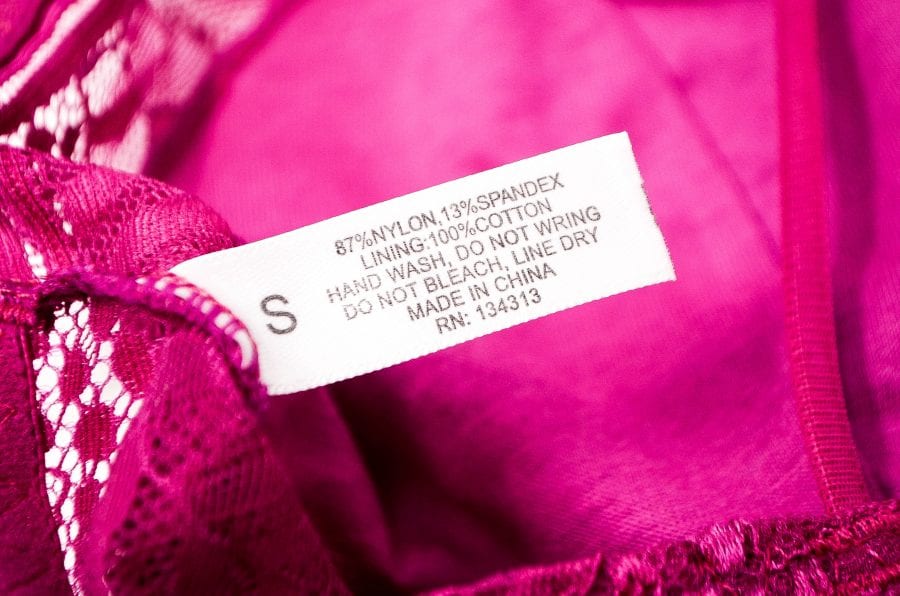 S
87%NYLON,13%SPANDEX
LINING:100%COTTON
HAND WASH, DO NOT WRING
DO NOT BLEACH, LINE DRY
MADE IN CHINA
RN: 134313